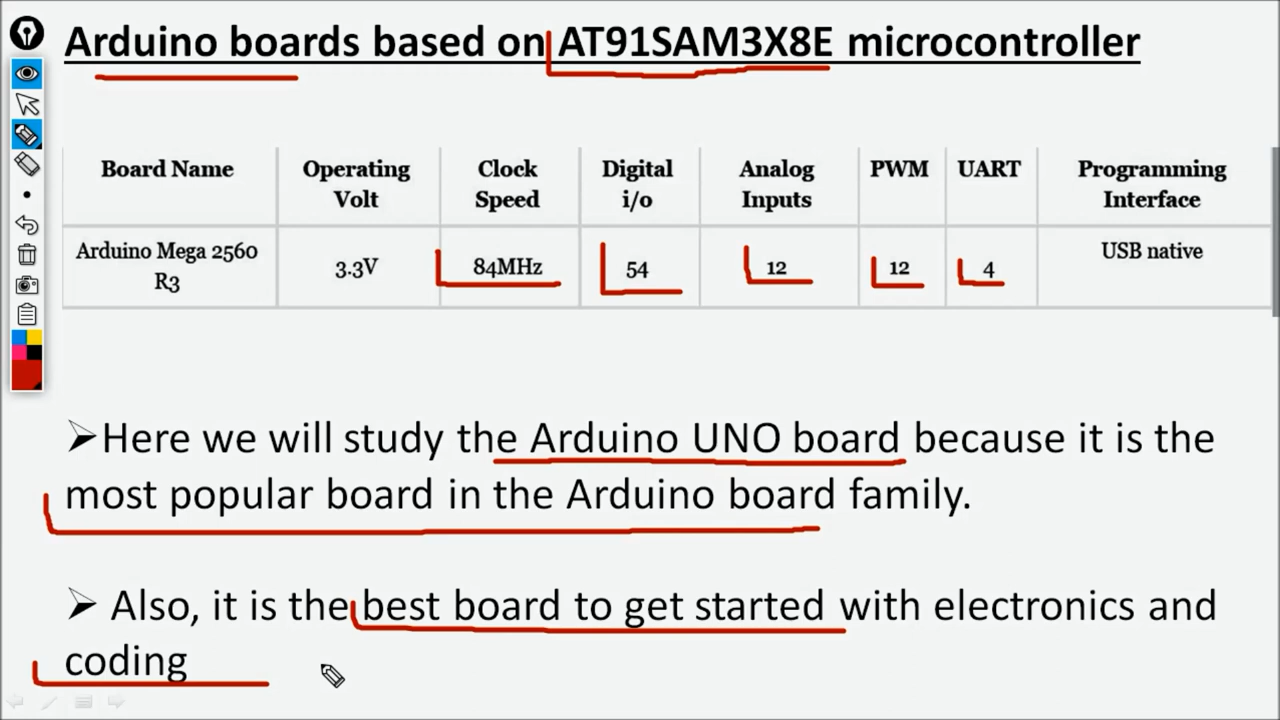 Arduino boards based on AT91SAM3X8E microcontroller
Board Name Operating Volt Clock Speed Digital i/o Analog Inputs PWM UART Programming Interface
Arduino Mega 2560 R3 3.3V 84MHz 54 12 12 4 USB native
➢Here we will study the Arduino UNO board because it is the
most popular board in the Arduino board family.
➢ Also, it is the best board to get started with electronics and
coding